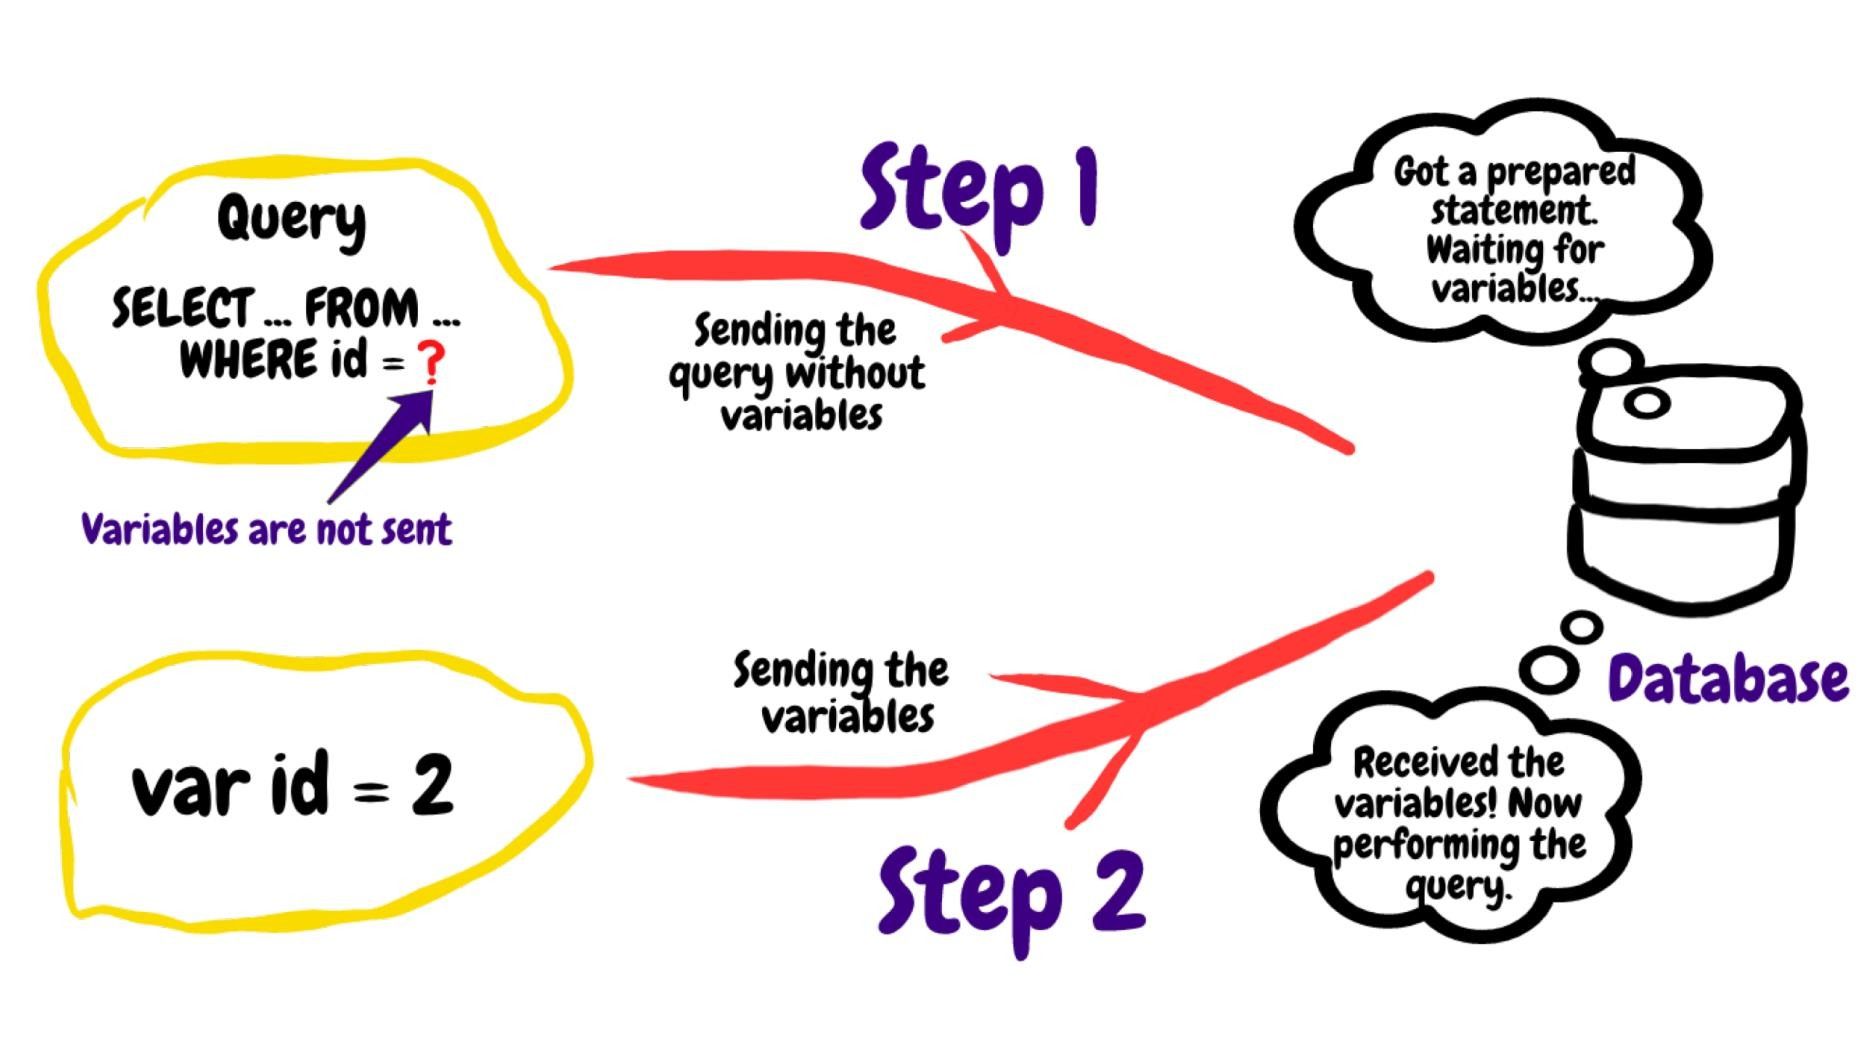 Query
SELECT ... FROM ...
WHERE id = ?
Variables are not sent
Step 1
Sending the
query without
variables
Got a prepared
statement.
Waiting for
variables...
var id = 2
Sending the
variables
Step 2
Database
Received the
variables! Now
performing the
query.